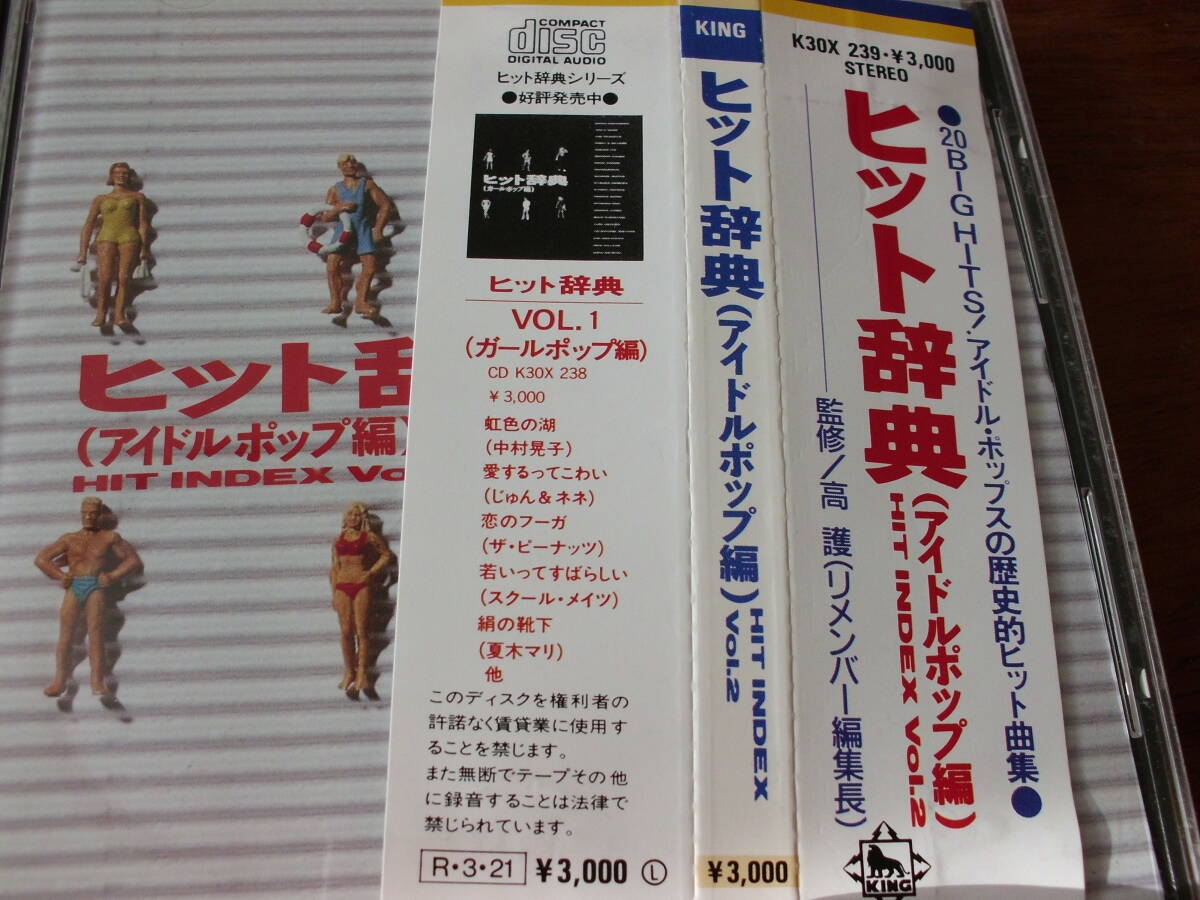 ヒット辞
(アイドルポップ編)
HIT INDEX Vo
COMPACT
disc
DIGITAL AUDIO
ヒット辞典シリーズ
●好評発売中●
ヒット辞典
(ガールポップ編)
ヒット辞典
VOL.1
(ガールポップ編)
CD K30X 238
¥3,000
虹色の湖
(中村晃子)
愛するってこわい
(じゅん&ネネ)
恋のフーガ
(ザ・ピーナッツ)
若いってすばらしい
(スクール・メイツ)
絹の靴下
(夏木マリ)
他
このディスクを権利者の
許諾なく賃貸業に使用す
ることを禁じます。
また無断でテープその他
に録音することは法律で
禁じられています。
R・3・21 ¥3,000 L
KING
ヒット辞典(アイドルポップ編)HIT INDEX Vol.2
¥3,000
K30X 239・¥3,000
STEREO
●20BIG HITS!アイドル・ポップスの歴史的ヒット曲集●
ヒット辞典(アイドルポップ編)
HIT INDEX Vol.2
監修/高 護(リメンバー編集長)
KING